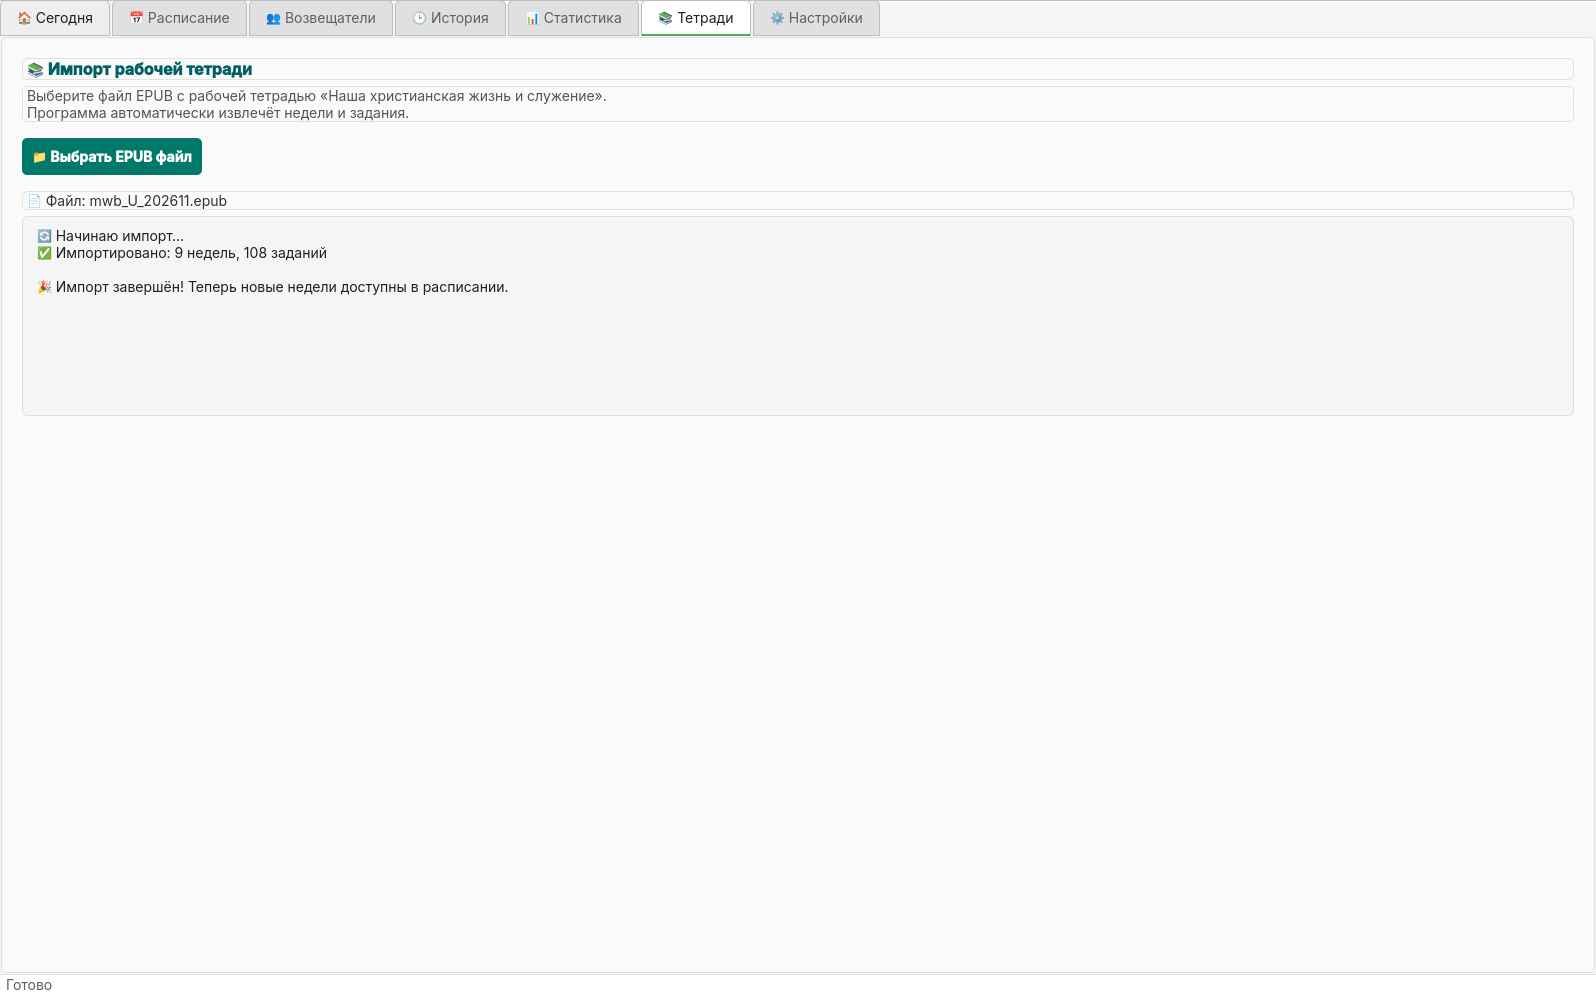 🏠 Сегодня 📅 Расписание 👥 Возвещатели 🕒 История 📊 Статистика 📚 Тетради ⚙️ Настройки
📚 Импорт рабочей тетради
Выберите файл EPUB с рабочей тетрадью «Наша христианская жизнь и служение».
Программа автоматически извлечёт недели и задания.
📁 Выбрать EPUB файл
📄 Файл: mwb_U_202611.epub
🔄 Начинаю импорт...
✅ Импортировано: 9 недель, 108 заданий
🎉 Импорт завершён! Теперь новые недели доступны в расписании.
Готово